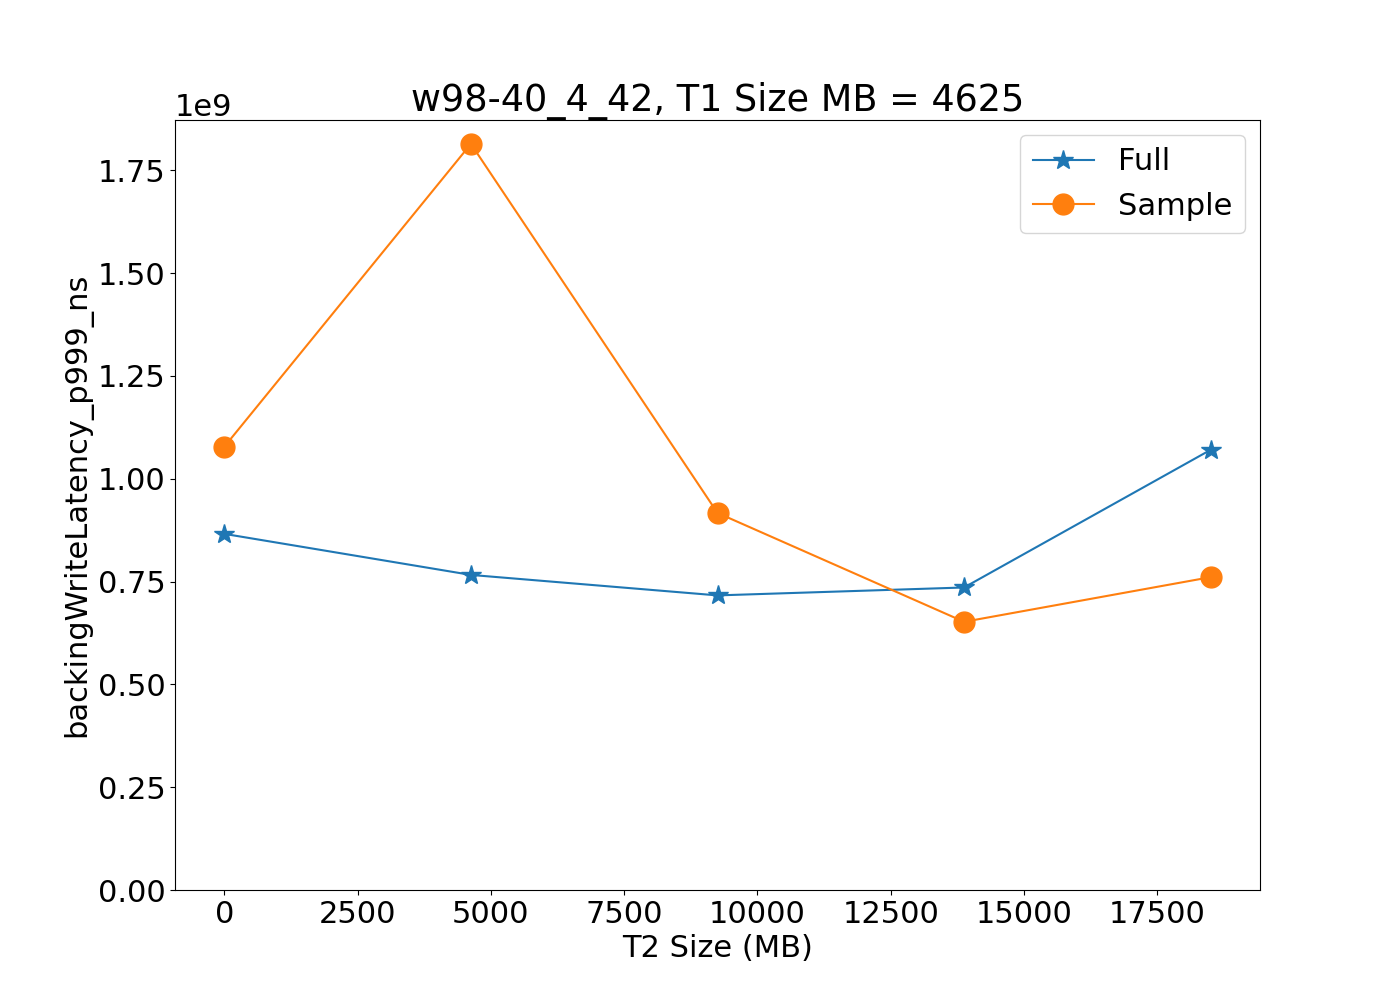 w98-40_4_42, T1 Size MB = 4625
1e9
Full
Sample
1.75
1.50
1.25
1.00
0.75
0.50
0.25
0.00
backingWriteLatency_p999_ns
0 2500 5000 7500 10000 12500 15000 17500
T2 Size (MB)